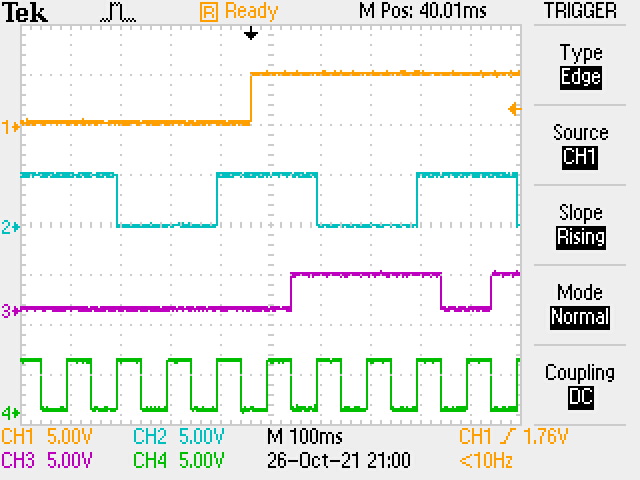 Tek R Ready M Pos: 40.01ms TRIGGER
Type
Edge
1
Source
CH1
2
Slope
Rising
3
Mode
Normal
Coupling
DC
4
CH1 5.00V CH2 5.00V M 100ms CH1 1.76V
CH3 5.00V CH4 5.00V 26-Oct-21 21:00 <10Hz